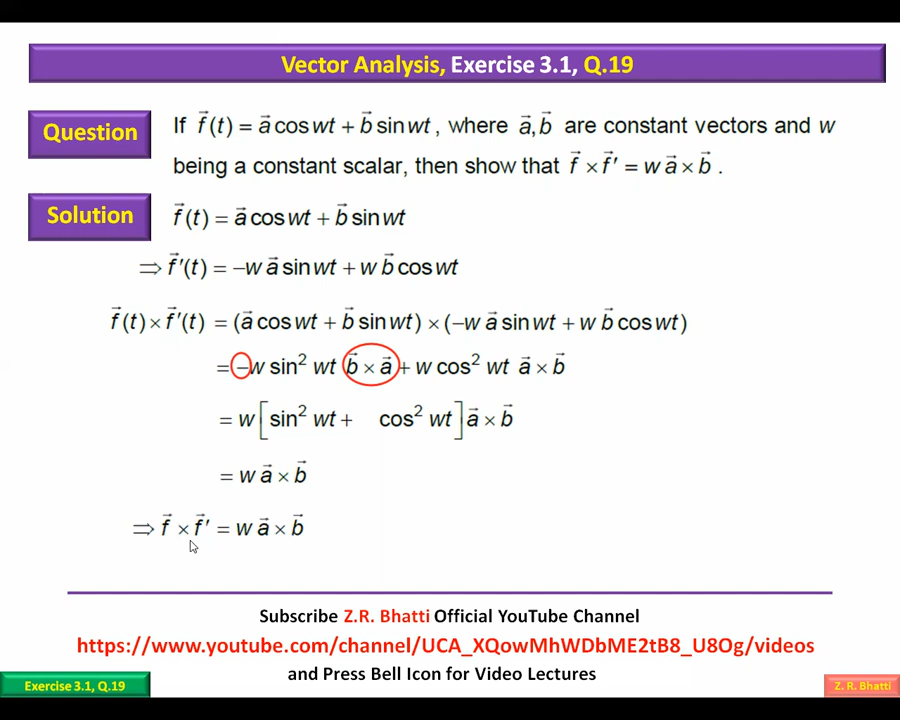 Vector Analysis, Exercise 3.1, Q.19
Question
If f⃗(t) = a⃗ cos wt + b⃗ sin wt, where a⃗, b⃗ are constant vectors and w
being a constant scalar, then show that f⃗ × f⃗′ = w a⃗ × b⃗ .
Solution
f⃗(t) = a⃗ cos wt + b⃗ sin wt
⇒ f⃗′(t) = −w a⃗ sin wt + w b⃗ cos wt
f⃗(t) × f⃗′(t) = (a⃗ cos wt + b⃗ sin wt) × (−w a⃗ sin wt + w b⃗ cos wt)
= −w sin² wt b⃗ × a⃗ + w cos² wt a⃗ × b⃗
= w[sin² wt + cos² wt] a⃗ × b⃗
= w a⃗ × b⃗
⇒ f⃗ × f⃗′ = w a⃗ × b⃗
Subscribe Z.R. Bhatti Official YouTube Channel
https://www.youtube.com/channel/UCA_XQowMhWDbME2tB8_U8Og/videos
and Press Bell Icon for Video Lectures
Exercise 3.1, Q.19
Z. R. Bhatti